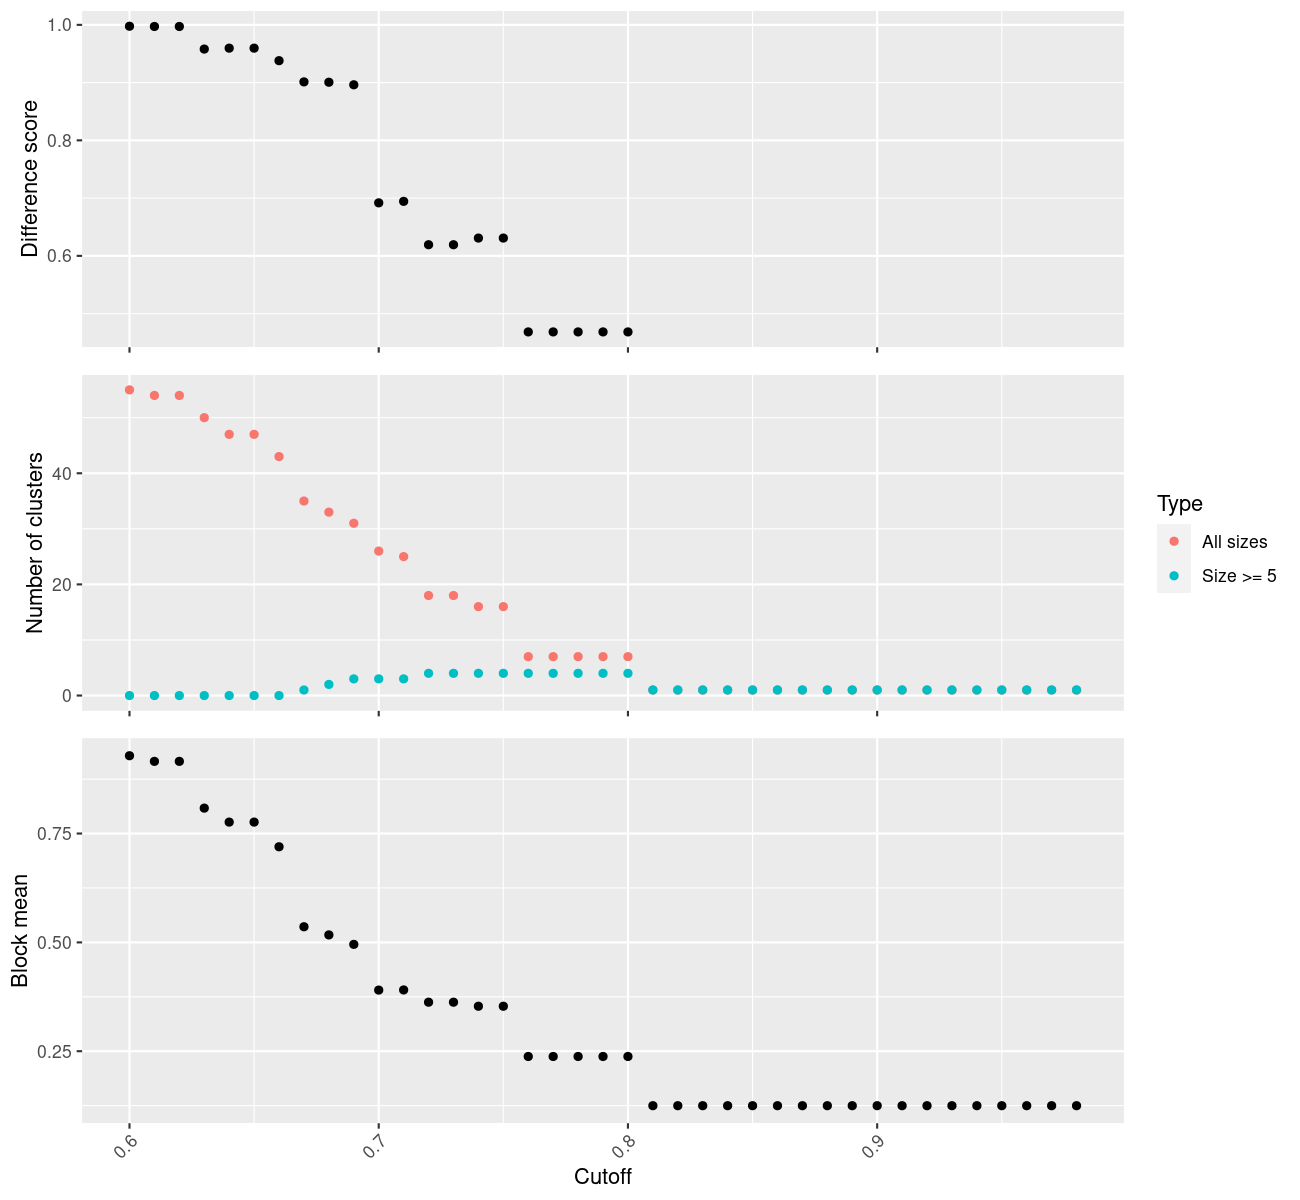 1.0
0.8
0.6
Difference score
40
20
0
Number of clusters
Type
All sizes
Size >= 5
0.75
0.50
0.25
Block mean
0.6 0.7 0.8 0.9
Cutoff